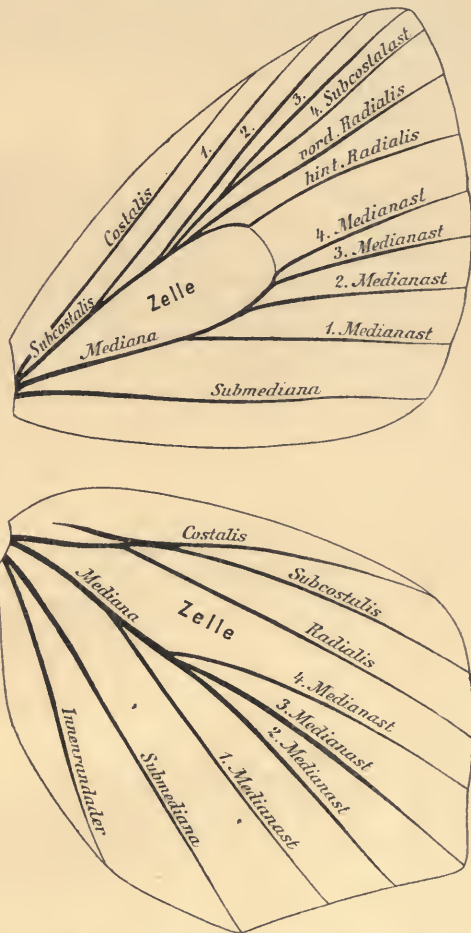 Costalis
1.
2.
3.
4. Subcostalast
vord. Radialis
hint. Radialis
4. Medianast
3. Medianast
2. Medianast
1. Medianast
Subcostalis
Zelle
Mediana
Submediana
Costalis
Subcostalis
Radialis
Mediana
Zelle
4. Medianast
3. Medianast
2. Medianast
1. Medianast
Submediana
Innenrandader